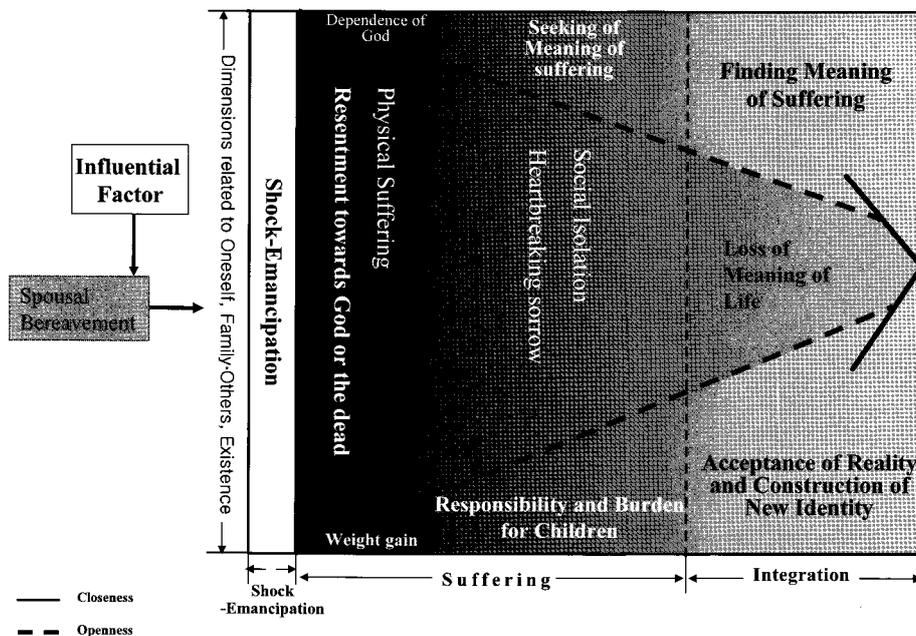 Influential
Factor
Spousal
Bereavement
Dimensions related to Oneself, Family·Others, Existence
Shock-Emancipation
Dependence of
God
Resentment towards God or the dead
Physical Suffering
Weight gain
Seeking of
Meaning of
suffering
Heartbreaking sorrow
Social Isolation
Responsibility and Burden
for Children
Finding Meaning
of Suffering
Loss of
Meaning of
Life
Acceptance of Reality
and Construction of
New Identity
Shock
-Emancipation
Suffering
Integration
Closeness
Openness